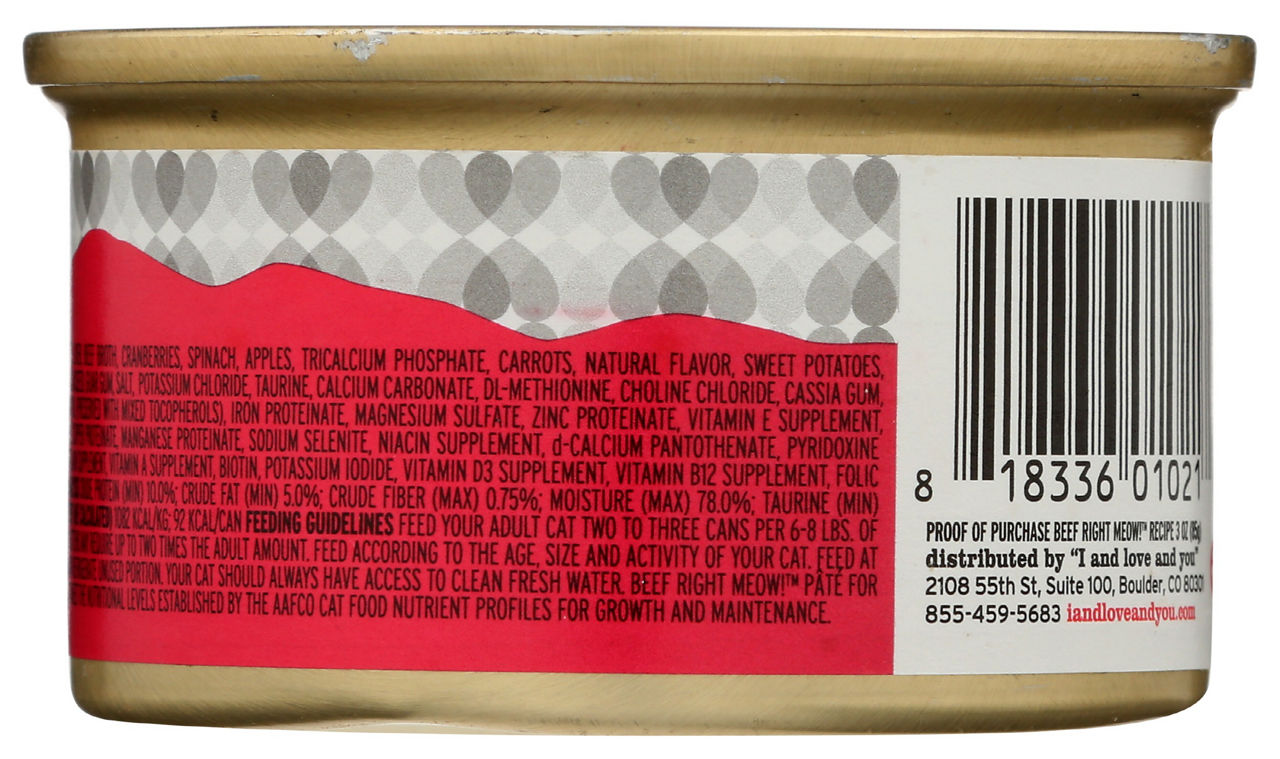 BEEF BROTH, CRANBERRIES, SPINACH, APPLES, TRICALCIUM PHOSPHATE, CARROTS, NATURAL FLAVOR, SWEET POTATOES,
GUM, SALT, POTASSIUM CHLORIDE, TAURINE, CALCIUM CARBONATE, DL-METHIONINE, CHOLINE CHLORIDE, CASSIA GUM,
WITH MIXED TOCOPHEROLS), IRON PROTEINATE, MAGNESIUM SULFATE, ZINC PROTEINATE, VITAMIN E SUPPLEMENT,
MANGANESE PROTEINATE, SODIUM SELENITE, NIACIN SUPPLEMENT, d-CALCIUM PANTOTHENATE, PYRIDOXINE
VITAMIN A SUPPLEMENT, BIOTIN, POTASSIUM IODIDE, VITAMIN D3 SUPPLEMENT, VITAMIN B12 SUPPLEMENT, FOLIC
PROTEIN (MIN) 10.0%; CRUDE FAT (MIN) 5.0%; CRUDE FIBER (MAX) 0.75%; MOISTURE (MAX) 78.0%; TAURINE (MIN)
1082 KCAL/KG; 92 KCAL/CAN FEEDING GUIDELINES FEED YOUR ADULT CAT TWO TO THREE CANS PER 6-8 LBS. OF
REQUIRE UP TO TWO TIMES THE ADULT AMOUNT. FEED ACCORDING TO THE AGE, SIZE AND ACTIVITY OF YOUR CAT. FEED AT
UNUSED PORTION. YOUR CAT SHOULD ALWAYS HAVE ACCESS TO CLEAN FRESH WATER. BEEF RIGHT MEOW!™ PÂTÉ FOR
LEVELS ESTABLISHED BY THE AAFCO CAT FOOD NUTRIENT PROFILES FOR GROWTH AND MAINTENANCE.
8 18336 01021
PROOF OF PURCHASE BEEF RIGHT MEOW!™ RECIPE 3 OZ (85g)
distributed by "I and love and you"
2108 55th St, Suite 100, Boulder, CO 80301
855-459-5683 iandloveandyou.com